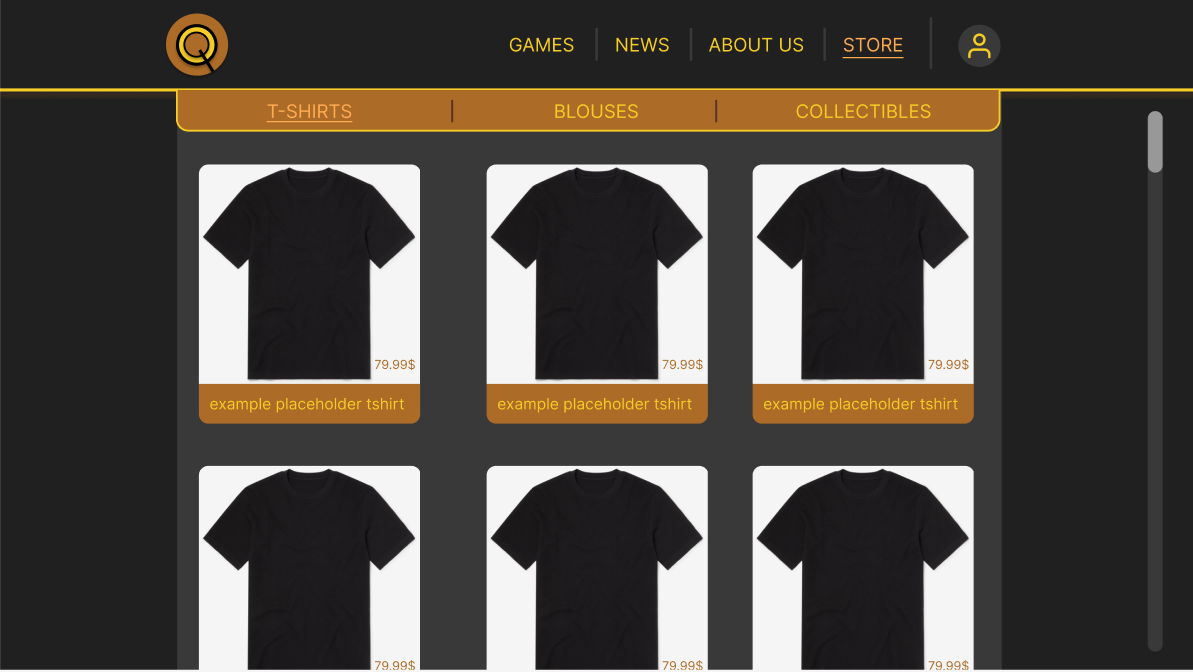 GAMES NEWS ABOUT US STORE
T-SHIRTS BLOUSES COLLECTIBLES
79.99$ 79.99$ 79.99$
example placeholder tshirt example placeholder tshirt example placeholder tshirt
79.99$ 79.99$ 79.99$